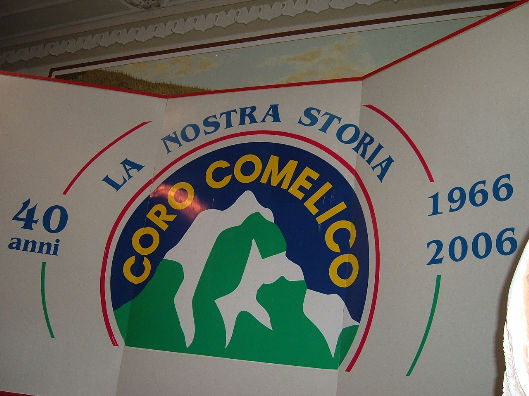 LA NOSTRA STORIA
CORO COMELICO
40
anni
1966
2006